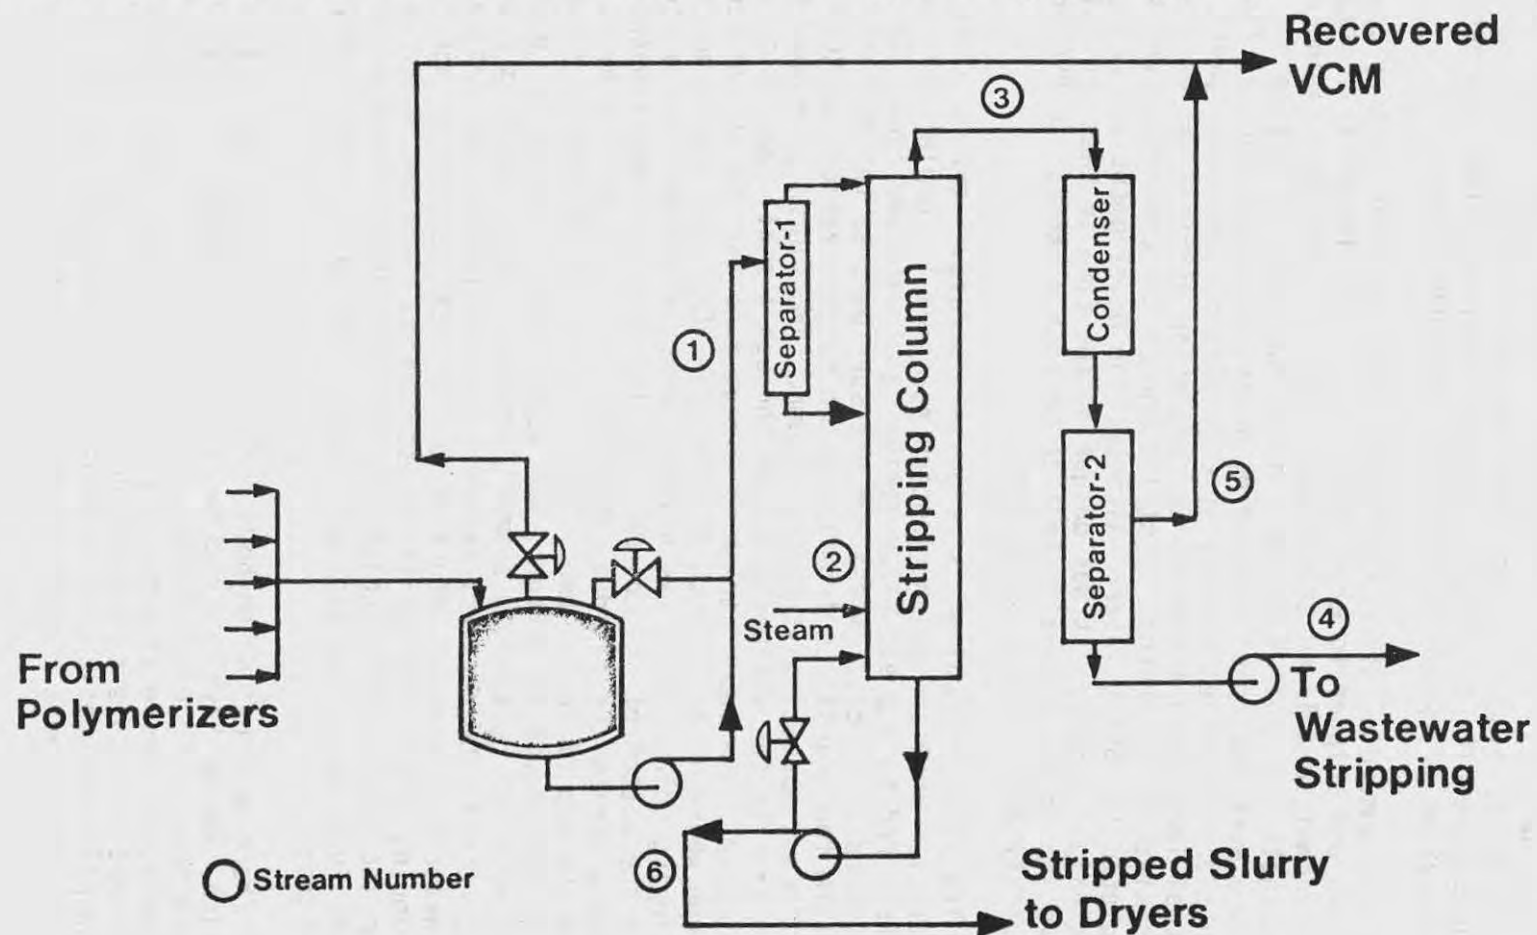 Recovered
VCM
③
Separator-1
Condenser
①
Stripping Column
Separator-2
⑤
②
Steam
④
From
Polymerizers
To
Wastewater
Stripping
⑥
Stream Number
Stripped Slurry
to Dryers